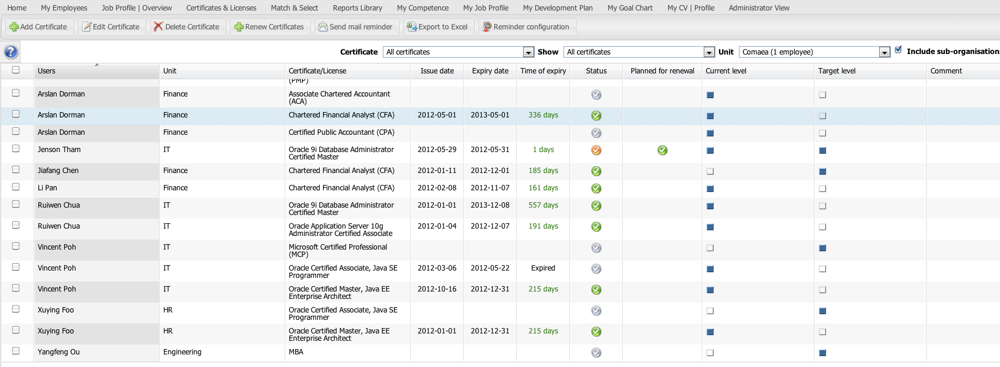 Home My Employees Job Profile | Overview Certificates & Licenses Match & Select Reports Library My Competence My Job Profile My Development Plan My Goal Chart My CV | Profile Administrator View
Add Certificate Edit Certificate Delete Certificate Renew Certificates Send mail reminder Export to Excel Reminder configuration
? Certificate All certificates Show All certificates Unit Comaea (1 employee) Include sub-organisation
Users Unit Certificate/License Issue date Expiry date Time of expiry Status Planned for renewal Current level Target level Comment
(PMP)
Arslan Dorman Finance Associate Chartered Accountant
(ACA)
Arslan Dorman Finance Chartered Financial Analyst (CFA) 2012-05-01 2013-05-01 336 days
Arslan Dorman Finance Certified Public Accountant (CPA)
Jenson Tham IT Oracle 9i Database Administrator 2012-05-29 2012-05-31 1 days
Certified Master
Jiafang Chen Finance Chartered Financial Analyst (CFA) 2012-01-11 2012-12-01 185 days
Li Pan Finance Chartered Financial Analyst (CFA) 2012-02-08 2012-11-07 161 days
Ruiwen Chua IT Oracle 9i Database Administrator 2012-01-01 2013-12-08 557 days
Certified Master
Ruiwen Chua IT Oracle Application Server 10g 2012-01-04 2012-12-07 191 days
Administrator Certified Associate
Vincent Poh IT Microsoft Certified Professional
(MCP)
Vincent Poh IT Oracle Certified Associate, Java SE 2012-03-06 2012-05-22 Expired
Programmer
Vincent Poh IT Oracle Certified Master, Java EE 2012-10-16 2012-12-31 215 days
Enterprise Architect
Xuying Foo HR Oracle Certified Associate, Java SE
Programmer
Xuying Foo HR Oracle Certified Master, Java EE 2012-01-01 2012-12-31 215 days
Enterprise Architect
Yangfeng Ou Engineering MBA